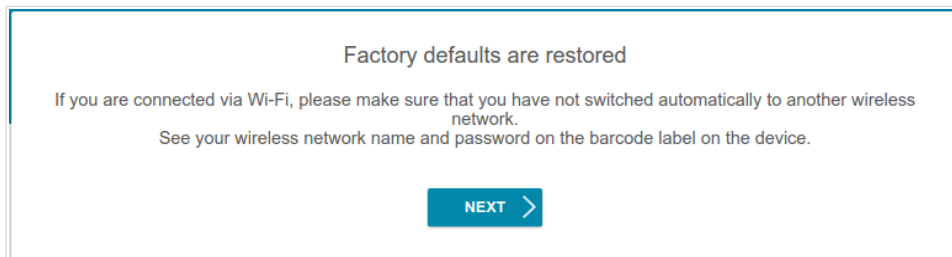 Factory defaults are restored
If you are connected via Wi-Fi, please make sure that you have not switched automatically to another wireless
network.
See your wireless network name and password on the barcode label on the device.
NEXT